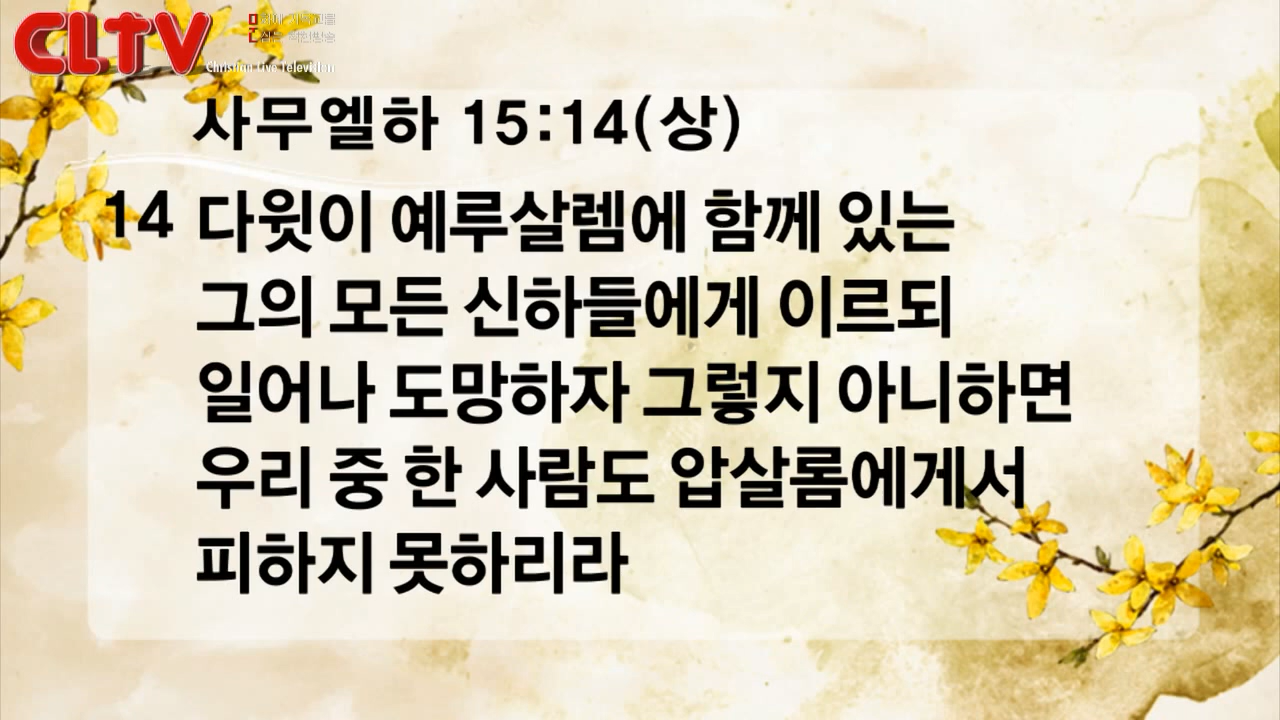 CLTV
Christian Live Television
사무엘하 15:14(상)
14 다윗이 예루살렘에 함께 있는
그의 모든 신하들에게 이르되
일어나 도망하자 그렇지 아니하면
우리 중 한 사람도 압살롬에게서
피하지 못하리라